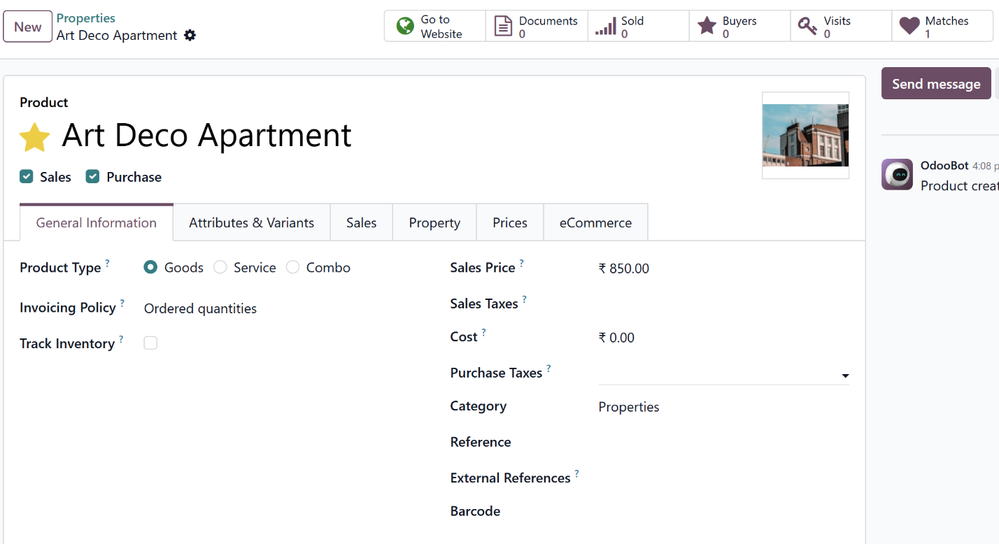 New
Properties
Art Deco Apartment
Go to
Website
Documents
0
Sold
0
Buyers
0
Visits
0
Matches
1
Send message
Product
Art Deco Apartment
Sales
Purchase
OdooBot 4:08 p
Product creat
General Information
Attributes & Variants
Sales
Property
Prices
eCommerce
Product Type ?
Goods
Service
Combo
Sales Price ?
₹ 850.00
Invoicing Policy ?
Ordered quantities
Sales Taxes ?
Track Inventory ?
Cost ?
₹ 0.00
Purchase Taxes ?
Category
Properties
Reference
External References ?
Barcode